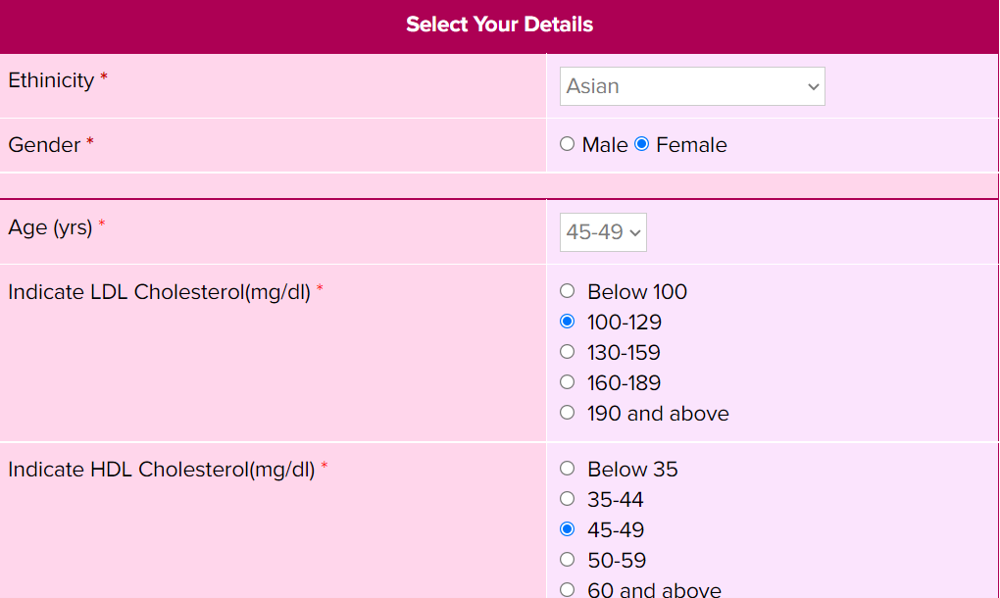 Select Your Details
Ethinicity *
Asian
Gender *
Male Female
Age (yrs) *
45-49
Indicate LDL Cholesterol(mg/dl) *
Below 100
100-129
130-159
160-189
190 and above
Indicate HDL Cholesterol(mg/dl) *
Below 35
35-44
45-49
50-59
60 and above